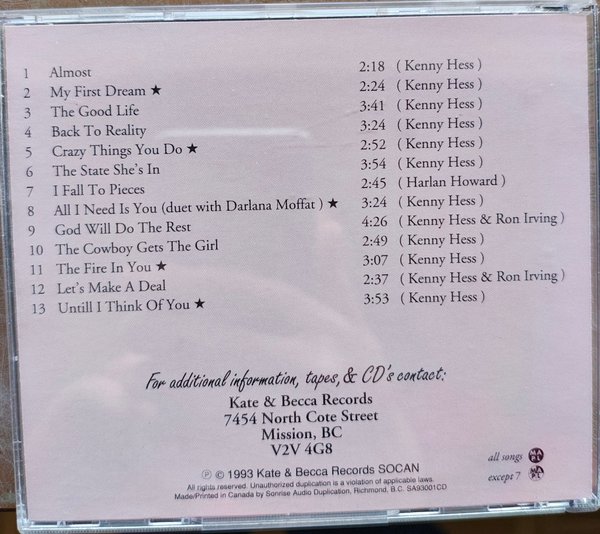 1 Almost 2:18 ( Kenny Hess )
2 My First Dream ★ 2:24 ( Kenny Hess )
3 The Good Life 3:41 ( Kenny Hess )
4 Back To Reality 3:24 ( Kenny Hess )
5 Crazy Things You Do ★ 2:52 ( Kenny Hess )
6 The State She's In 3:54 ( Kenny Hess )
7 I Fall To Pieces 2:45 ( Harlan Howard )
8 All I Need Is You (duet with Darlana Moffat ) ★ 3:24 ( Kenny Hess )
9 God Will Do The Rest 4:26 ( Kenny Hess & Ron Irving )
10 The Cowboy Gets The Girl 2:49 ( Kenny Hess )
11 The Fire In You ★ 3:07 ( Kenny Hess )
12 Let's Make A Deal 2:37 ( Kenny Hess & Ron Irving )
13 Untill I Think Of You ★ 3:53 ( Kenny Hess )
For additional information, tapes, & CD's contact:
Kate & Becca Records
7454 North Cote Street
Mission, BC
V2V 4G8
all songs MAPL
except 7 MAPL
Ⓟ © 1993 Kate & Becca Records SOCAN
All rights reserved. Unauthorized duplication is a violation of applicable laws.
Made/Printed in Canada by Sonrise Audio Duplication, Richmond, B.C. SA93001CD